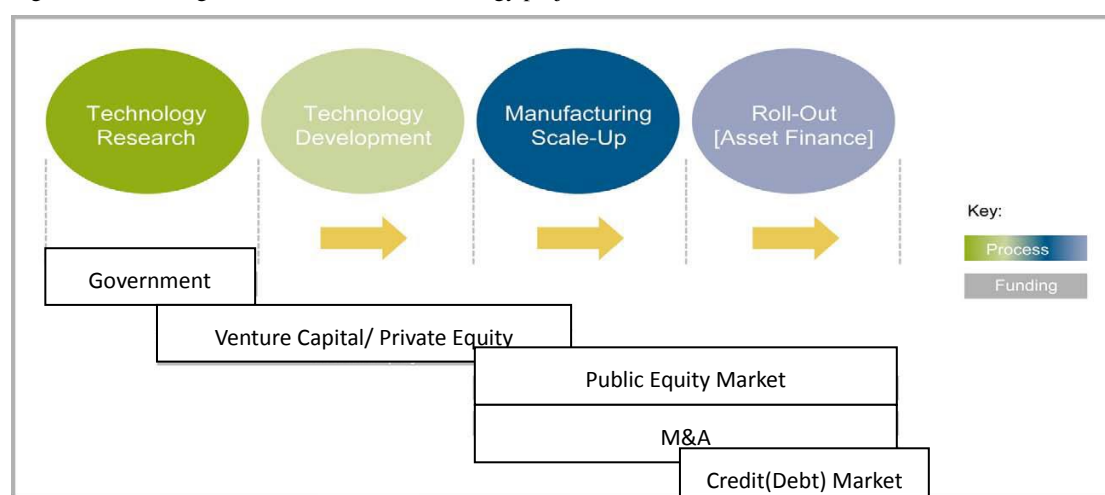 Technology
Research
Technology
Development
Manufacturing
Scale-Up
Roll-Out
[Asset Finance]
Key:
Process
Funding
Government
Venture Capital/ Private Equity
Public Equity Market
M&A
Credit(Debt) Market